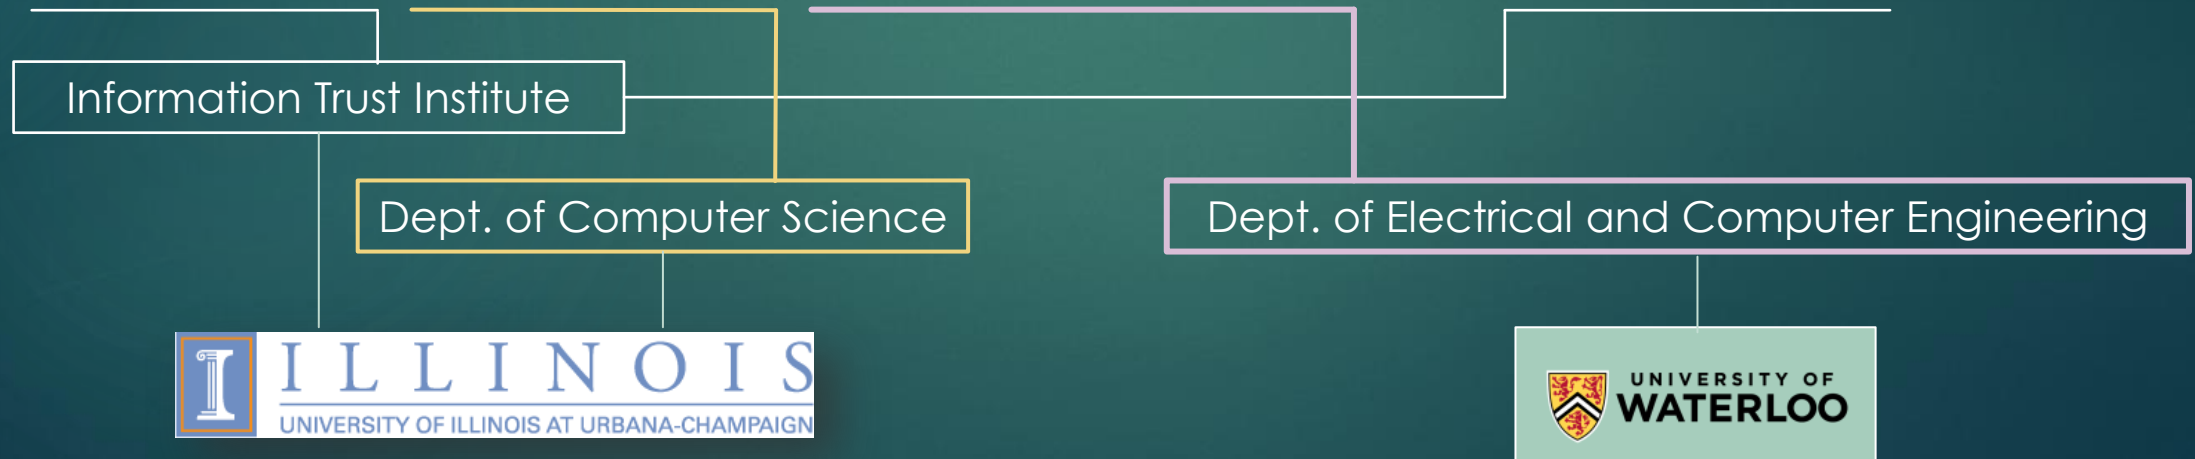 Information Trust Institute
Dept. of Computer Science
Dept. of Electrical and Computer Engineering
I ILLINOIS
UNIVERSITY OF ILLINOIS AT URBANA-CHAMPAIGN
UNIVERSITY OF
WATERLOO